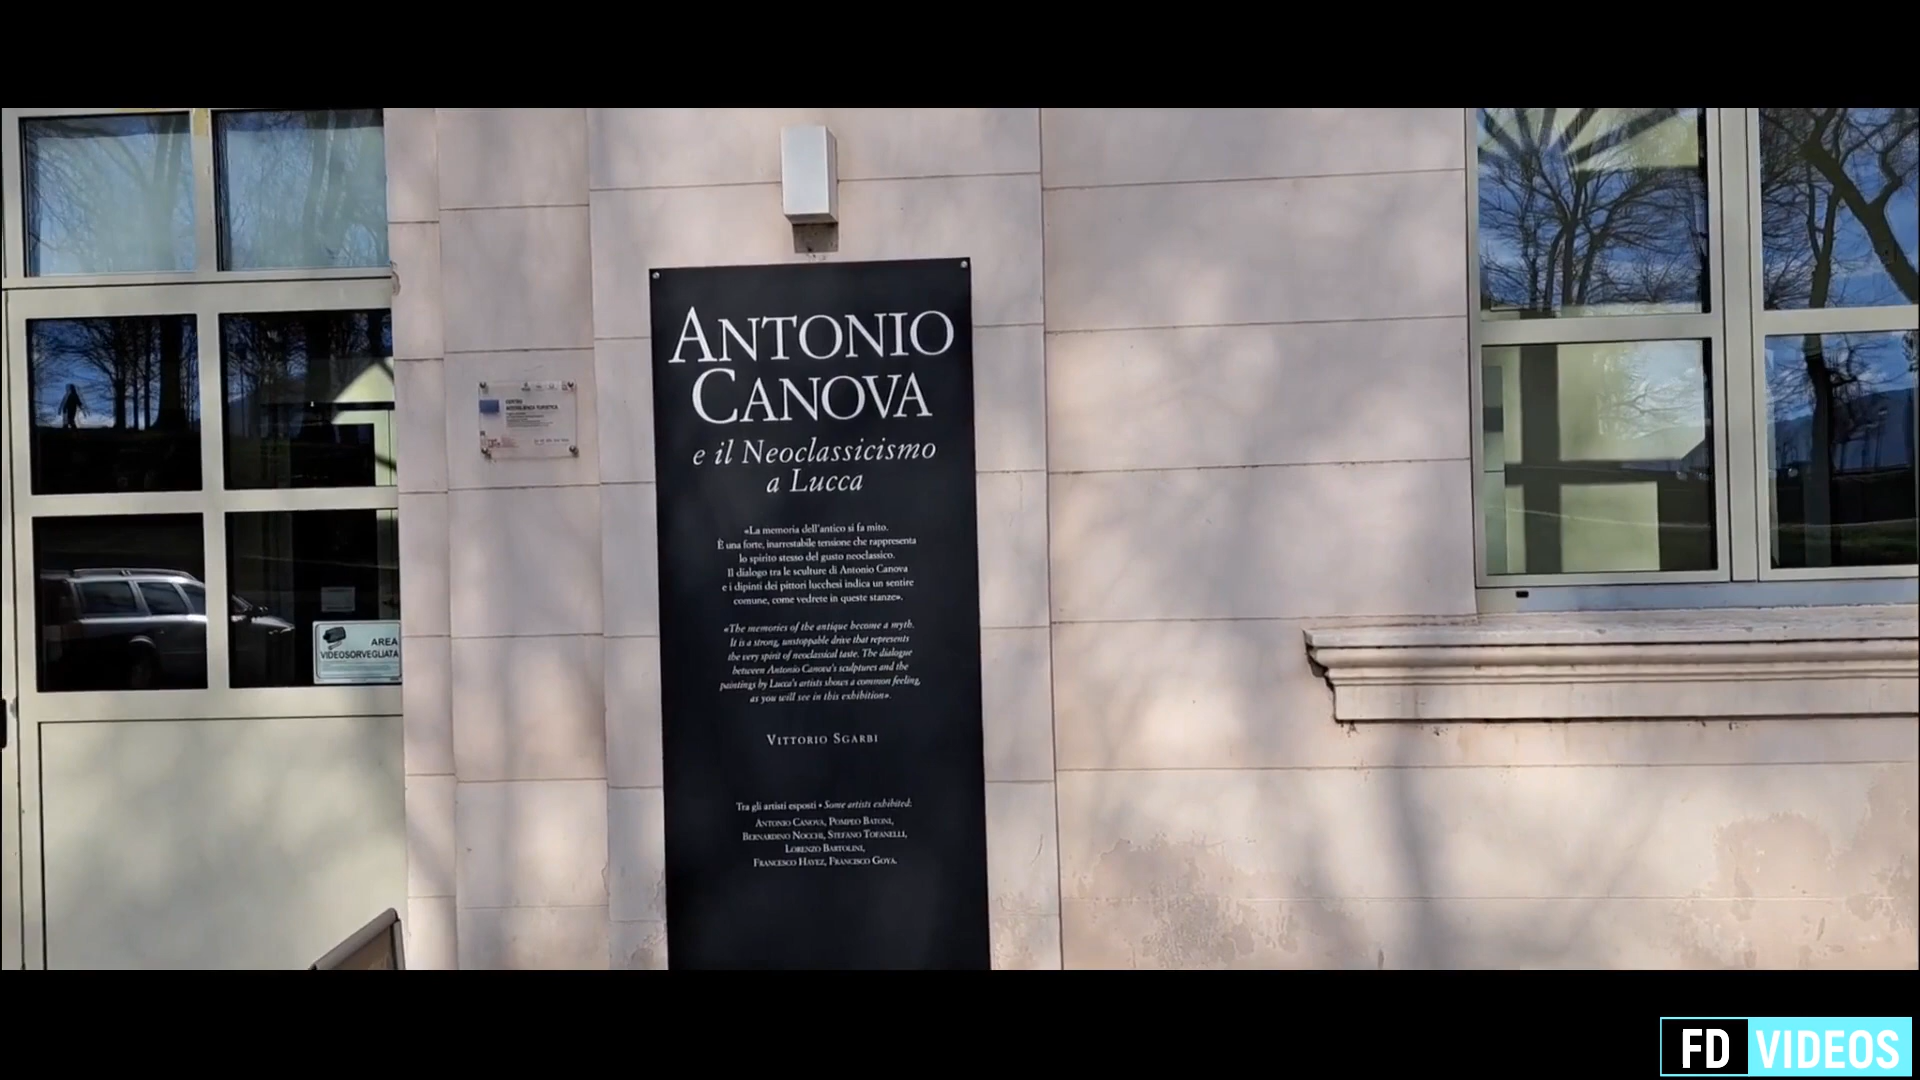 ANTONIO
CANOVA
e il Neoclassicismo
a Lucca
«La memoria dell'antico si fa mito.
È una forte, inarrestabile tensione che rappresenta
lo spirito stesso del gusto neoclassico.
Il dialogo tra le sculture di Antonio Canova
e i dipinti dei pittori lucchesi indica un sentire
comune, come vedrete in queste stanze».
«The memories of the antique become a myth.
It is a strong, unstoppable drive that represents
the very spirit of neoclassical taste. The dialogue
between Antonio Canova's sculptures and the
paintings by Lucca's artists shows a common feeling,
as you will see in this exhibition».
VITTORIO SGARBI
Tra gli artisti esposti • Some artists exhibited:
ANTONIO CANOVA, POMPEO BATONI,
BERNARDINO NOCCHI, STEFANO TOFANELLI,
LORENZO BARTOLINI,
FRANCESCO HAYEZ, FRANCISCO GOYA.
CENTRO
ACCOGLIENZA TURISTICA
AREA
VIDEOSORVEGLIATA
FD VIDEOS